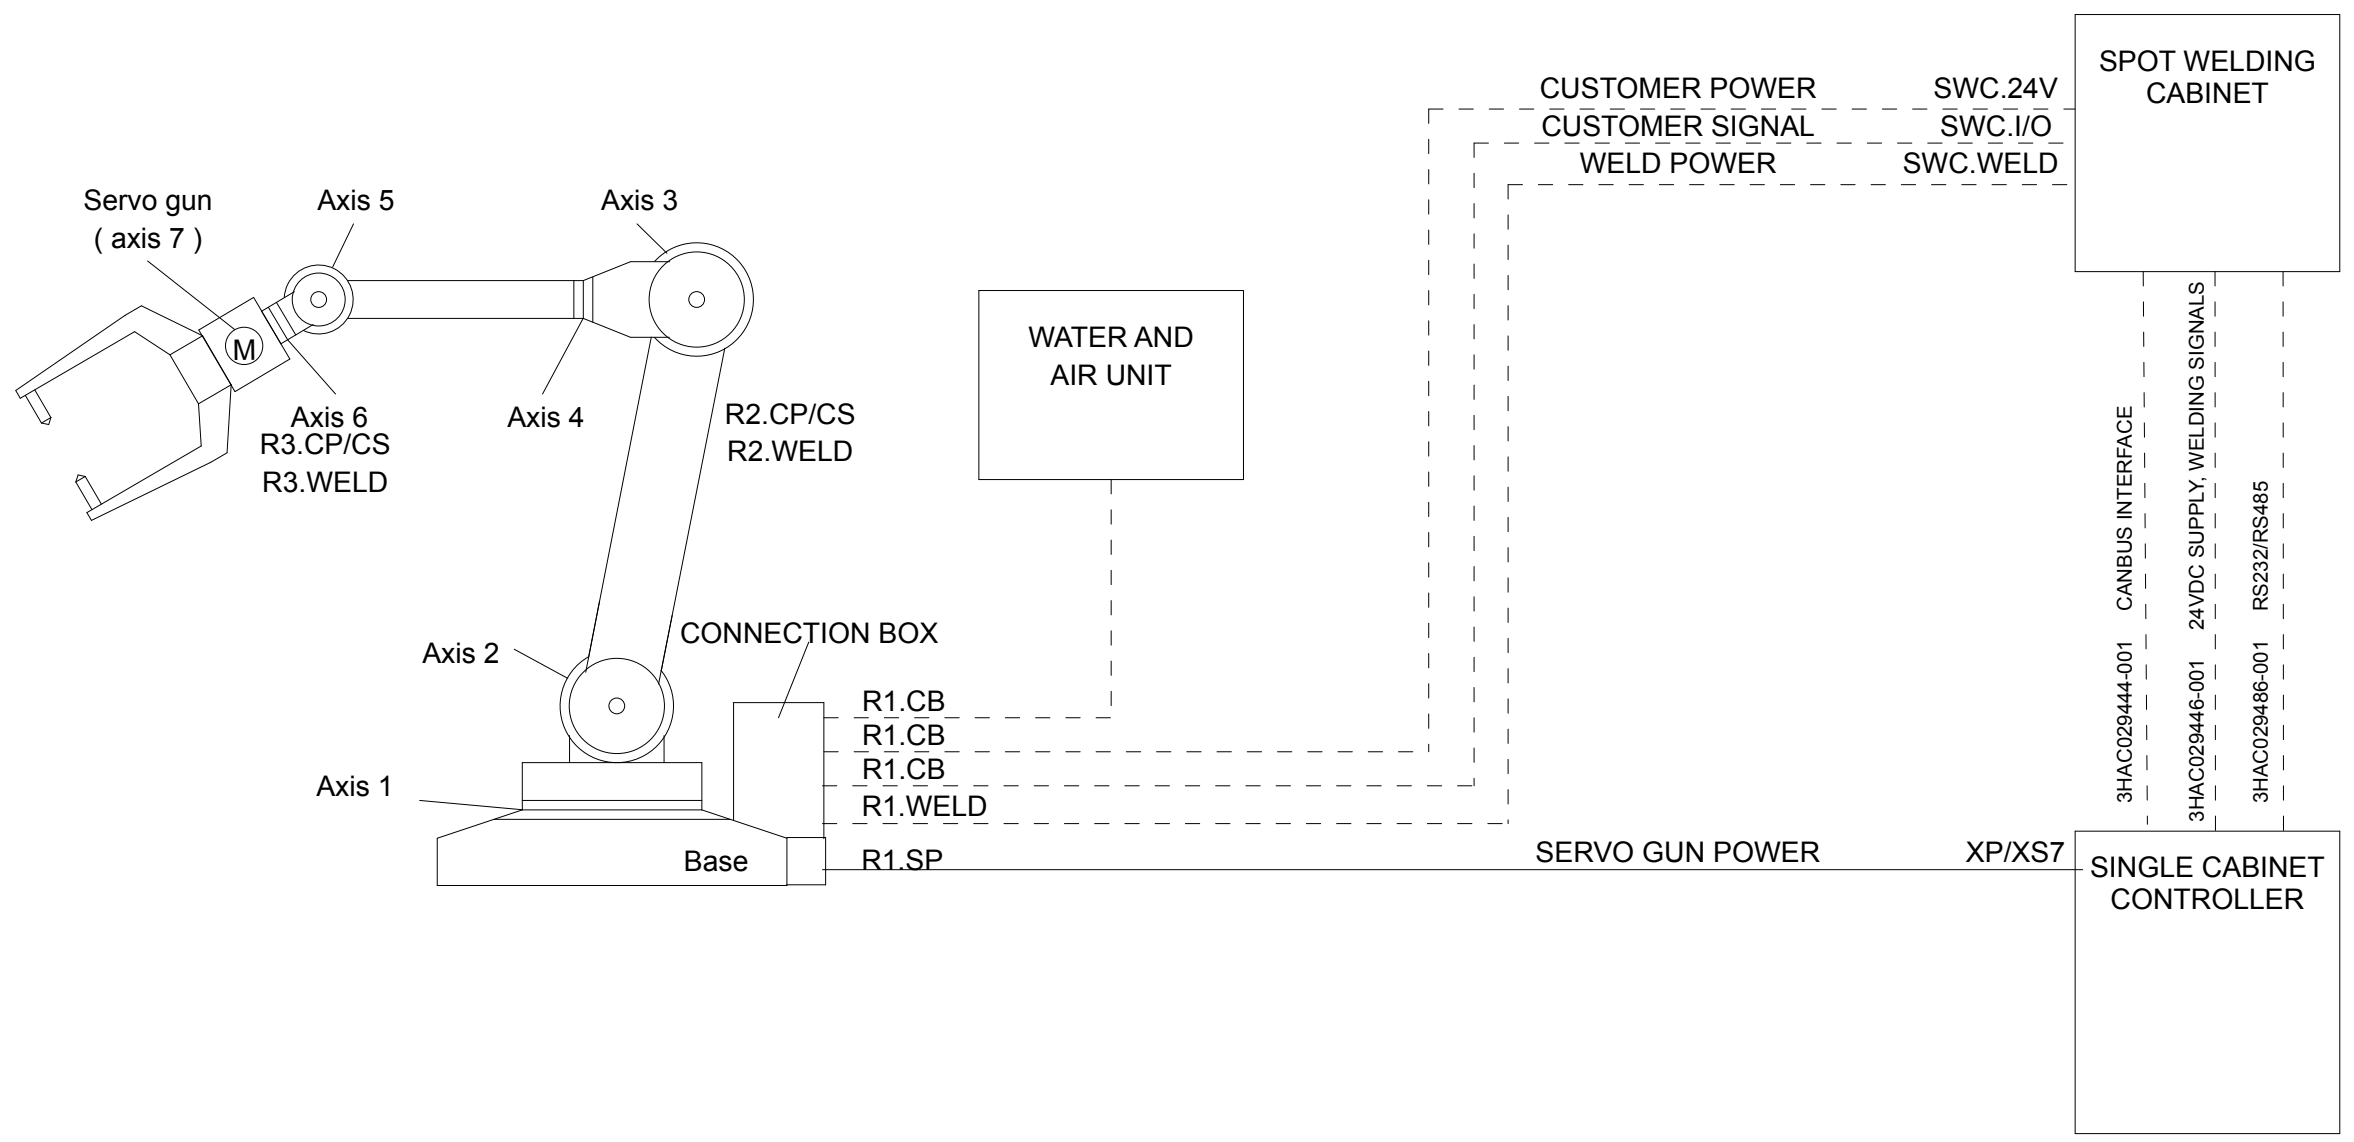 SPOT WELDING
CABINET
CUSTOMER POWER SWC.24V
CUSTOMER SIGNAL SWC.I/O
WELD POWER SWC.WELD
Servo gun
( axis 7 )
Axis 5
Axis 3
M
WATER AND
AIR UNIT
Axis 6
R3.CP/CS
R3.WELD
Axis 4
R2.CP/CS
R2.WELD
3HAC029444-001 CANBUS INTERFACE
3HAC029446-001 24VDC SUPPLY, WELDING SIGNALS
3HAC029486-001 RS232/RS485
CONNECTION BOX
Axis 2
R1.CB
R1.CB
R1.CB
R1.WELD
Axis 1
Base
R1.SP
SERVO GUN POWER XP/XS7
SINGLE CABINET
CONTROLLER